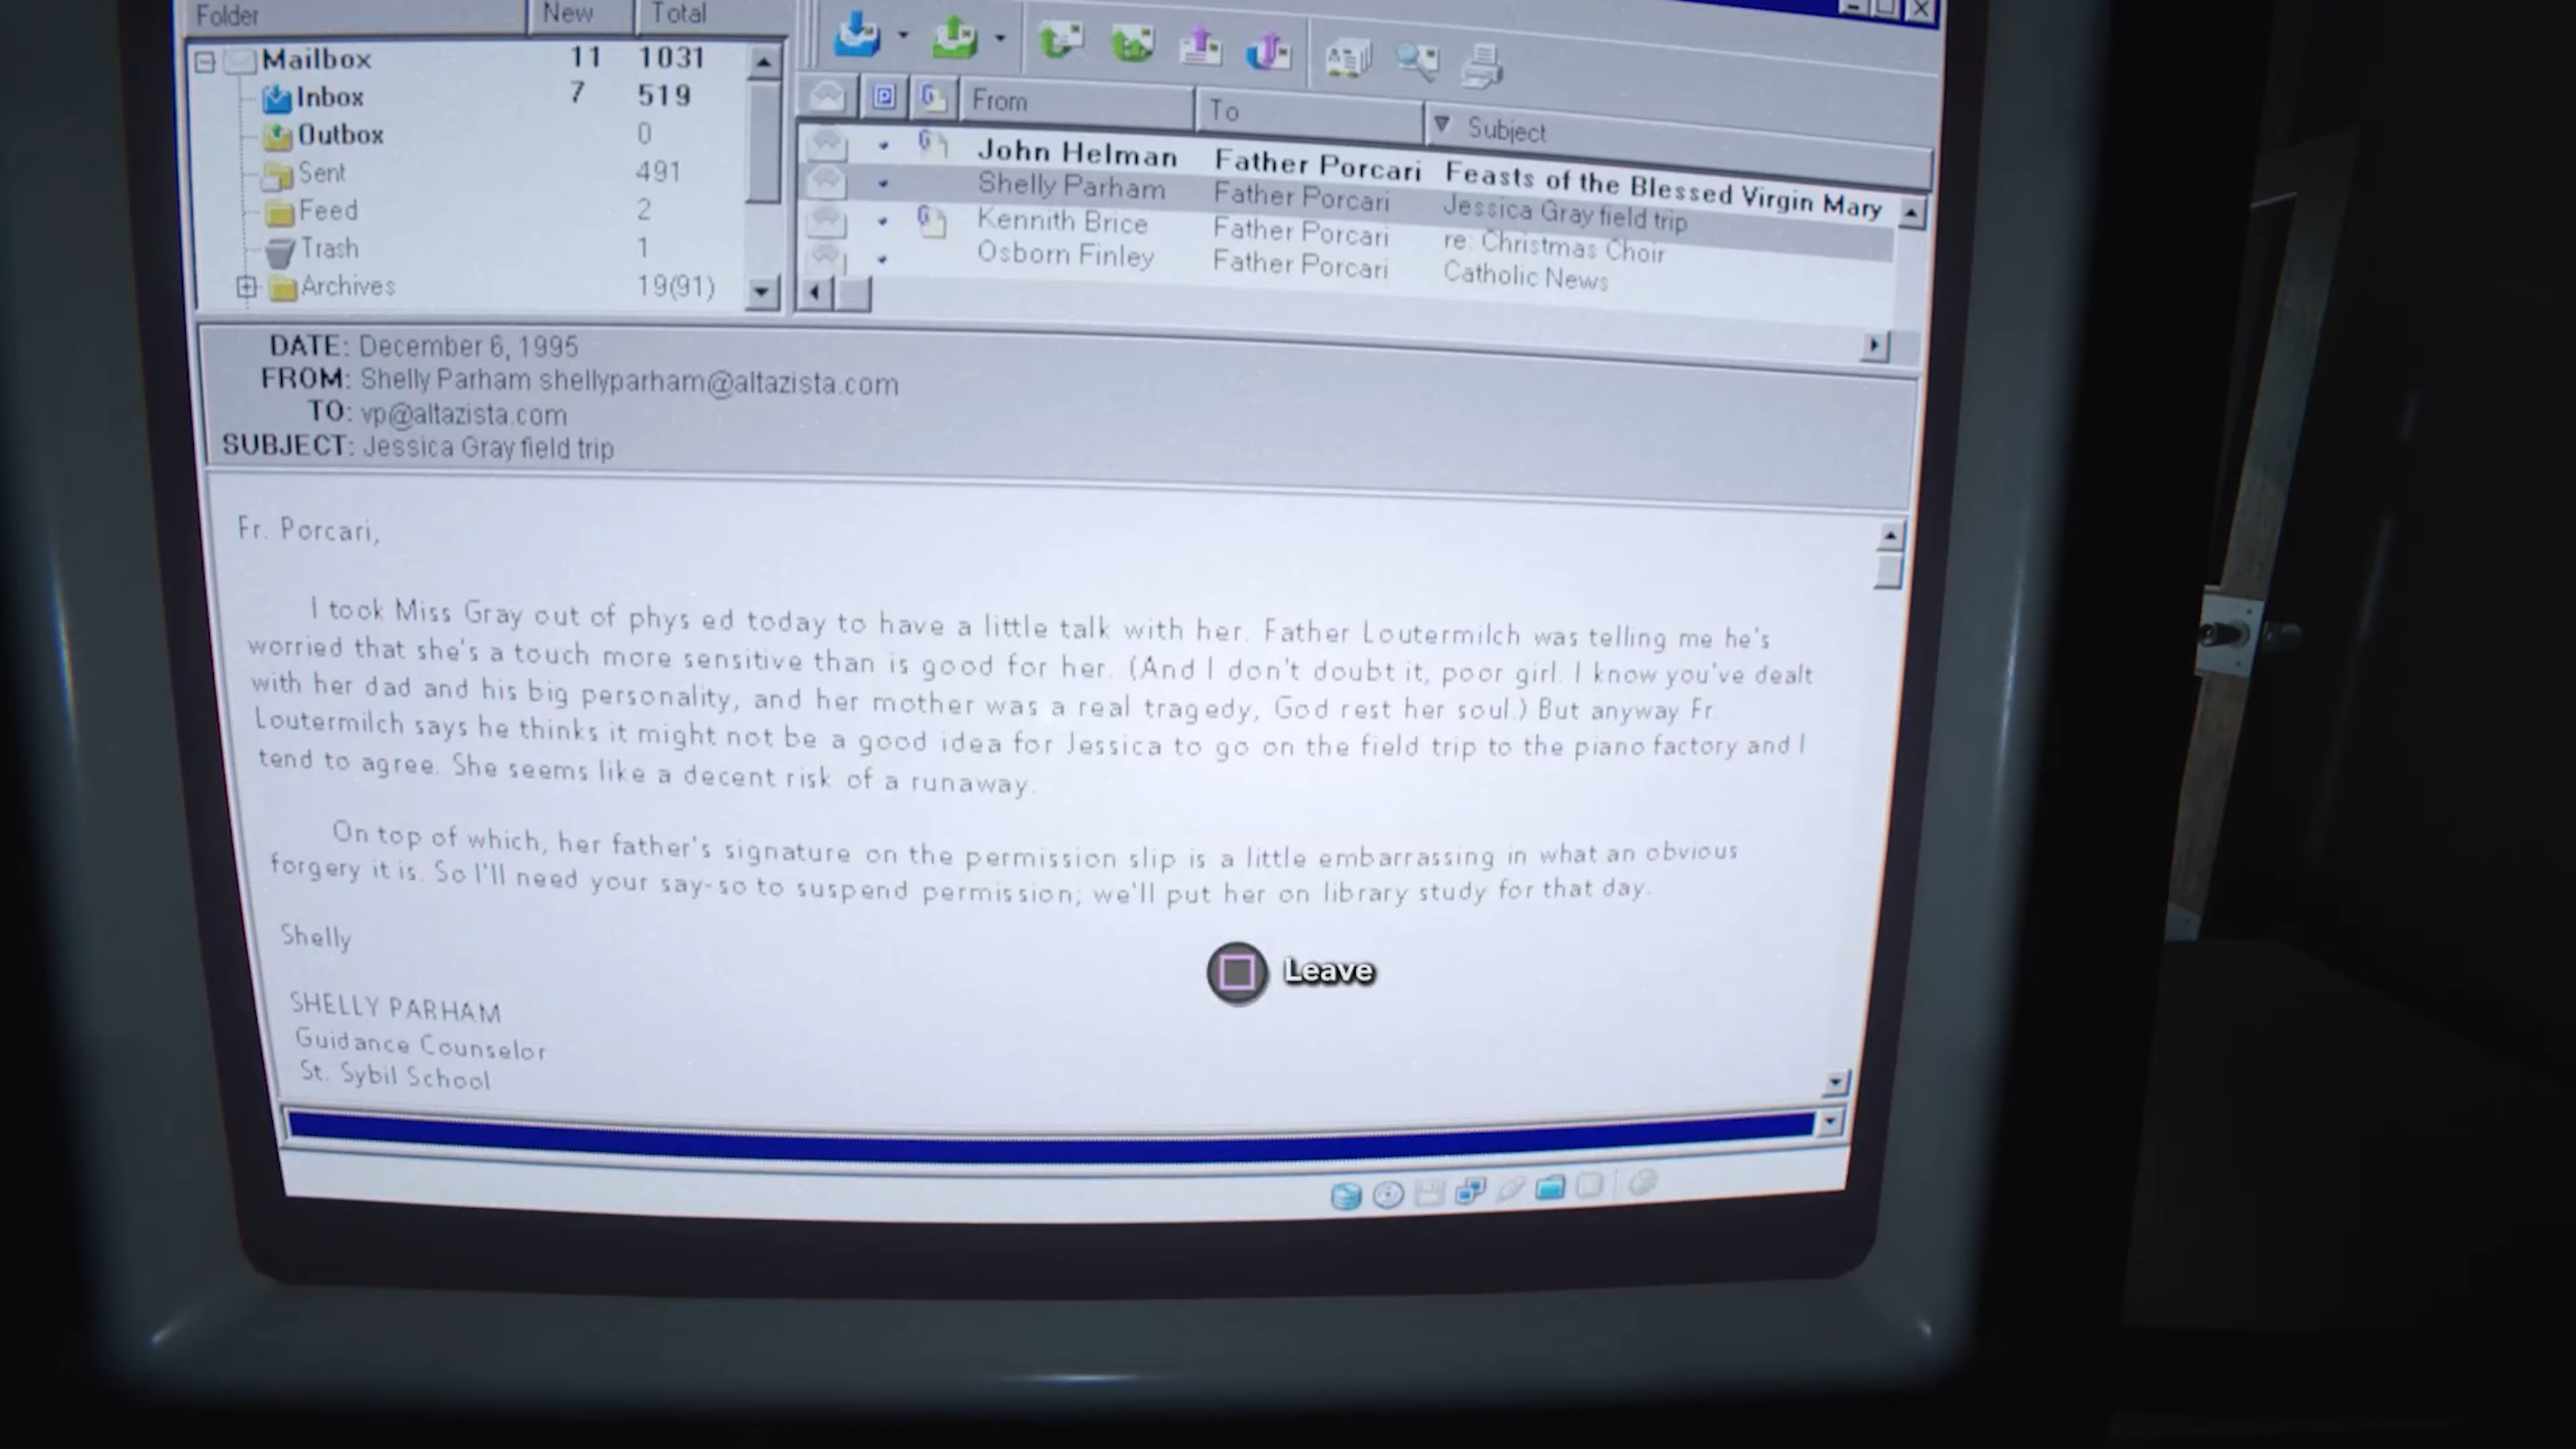 Folder New Total
Mailbox 11 1031
Inbox 7 519
Outbox 0
Sent 491
Feed 2
Trash 1
Archives 19(91)
From To Subject
John Helman Father Porcari Feasts of the Blessed Virgin Mary
Shelly Parham Father Porcari Jessica Gray field trip
Kennith Brice Father Porcari re: Christmas Choir
Osborn Finley Father Porcari Catholic News
DATE: December 6, 1995
FROM: Shelly Parham shellyparham@altazista.com
TO: vp@altazista.com
SUBJECT: Jessica Gray field trip
Fr. Porcari,
I took Miss Gray out of phys ed today to have a little talk with her. Father Loutermilch was telling me he's
worried that she's a touch more sensitive than is good for her. (And I don't doubt it, poor girl. I know you've dealt
with her dad and his big personality, and her mother was a real tragedy, God rest her soul.) But anyway Fr.
Loutermilch says he thinks it might not be a good idea for Jessica to go on the field trip to the piano factory and I
tend to agree. She seems like a decent risk of a runaway.
On top of which, her father's signature on the permission slip is a little embarrassing in what an obvious
forgery it is. So I'll need your say-so to suspend permission; we'll put her on library study for that day.
Shelly
SHELLY PARHAM
Guidance Counselor
St. Sybil School
Leave